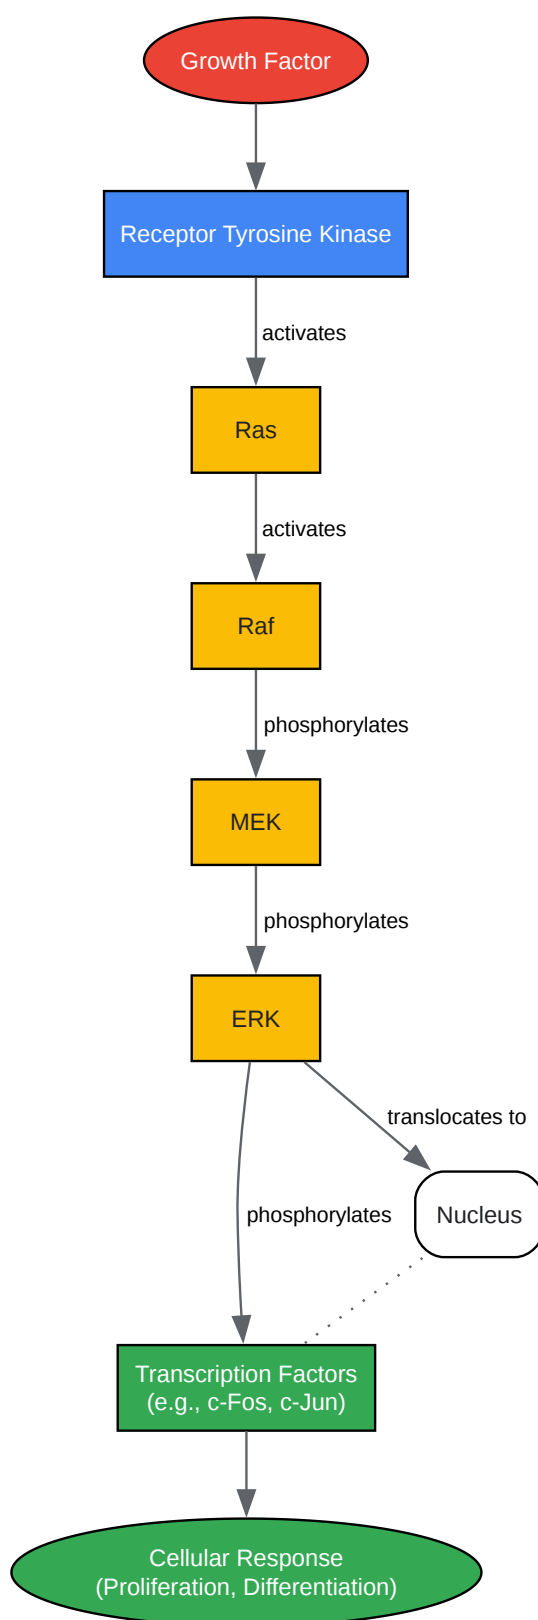 Growth Factor
Receptor Tyrosine Kinase
activates
Ras
activates
Raf
phosphorylates
MEK
phosphorylates
ERK
translocates to
phosphorylates
Nucleus
Transcription Factors
(e.g., c-Fos, c-Jun)
Cellular Response
(Proliferation, Differentiation)